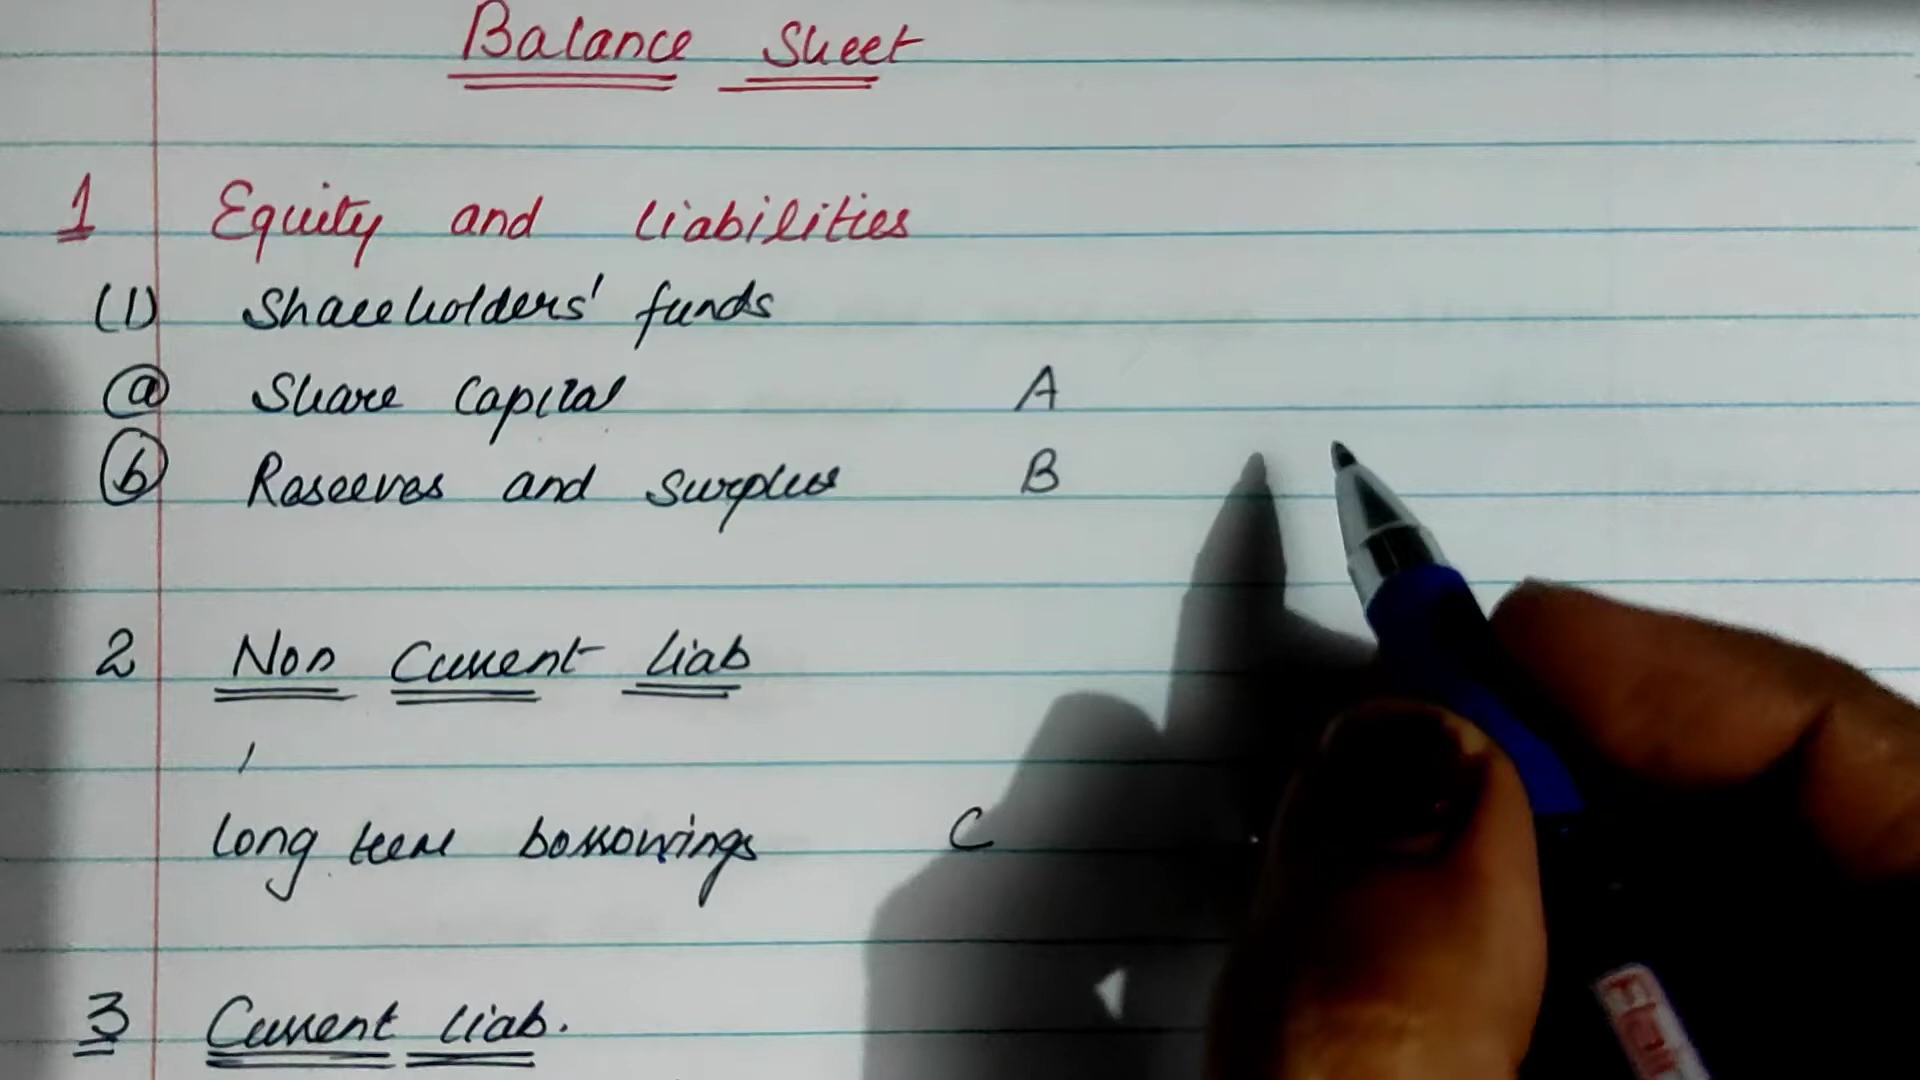 Balance Sheet
1 Equity and liabilities
(1) Shareholders' funds
(a) Share Capital A
(b) Reserves and surplus B
2 Non Current liab
long term borrowings C
3 Current liab.
Flair